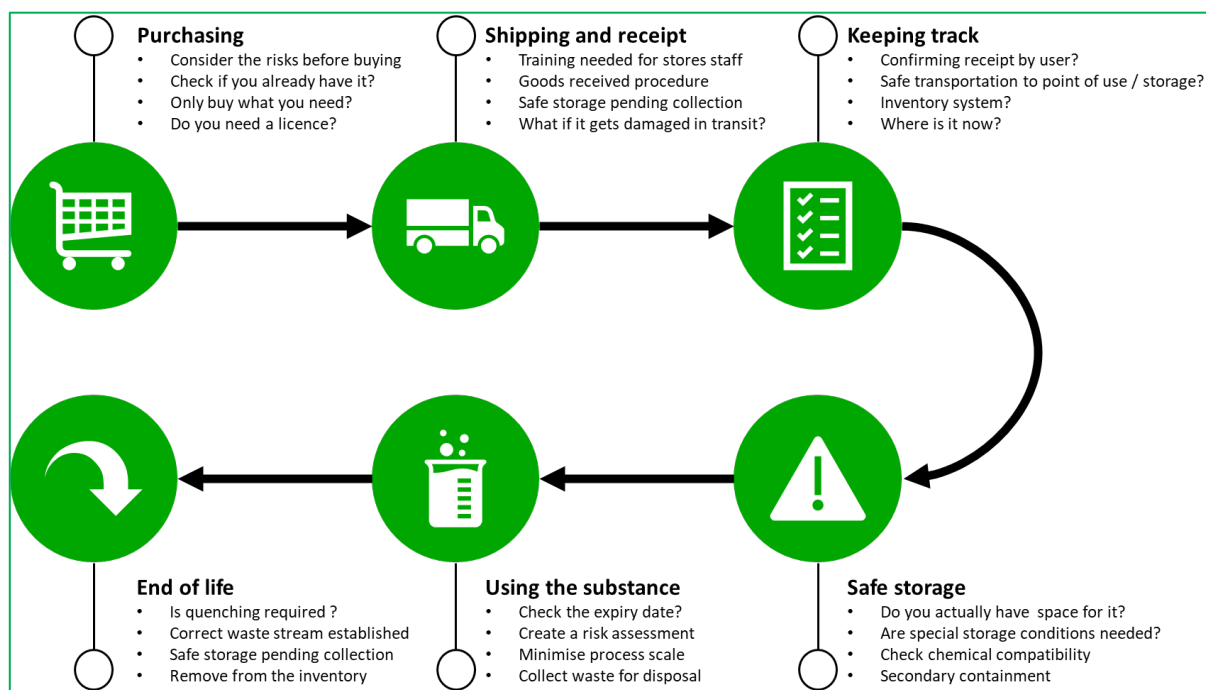 Purchasing
• Consider the risks before buying
• Check if you already have it?
• Only buy what you need?
• Do you need a licence?
Shipping and receipt
• Training needed for stores staff
• Goods received procedure
• Safe storage pending collection
• What if it gets damaged in transit?
Keeping track
• Confirming receipt by user?
• Safe transportation to point of use / storage?
• Inventory system?
• Where is it now?
End of life
• Is quenching required ?
• Correct waste stream established
• Safe storage pending collection
• Remove from the inventory
Using the substance
• Check the expiry date?
• Create a risk assessment
• Minimise process scale
• Collect waste for disposal
Safe storage
• Do you actually have  space for it?
• Are special storage conditions needed?
• Check chemical compatibility
• Secondary containment